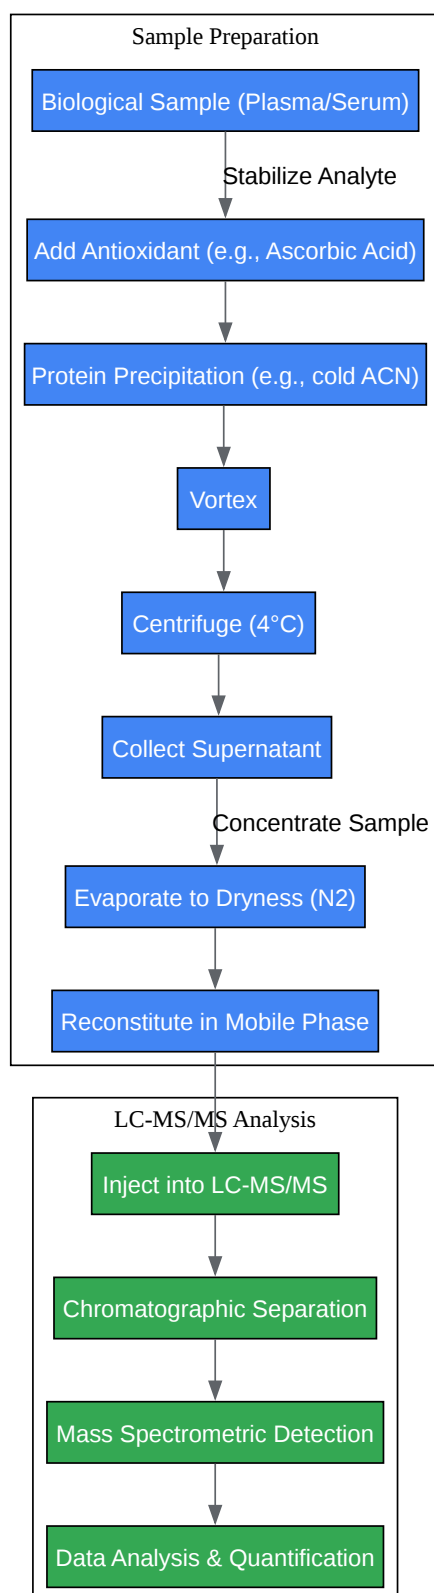 Sample Preparation
Biological Sample (Plasma/Serum)
Stabilize Analyte
Add Antioxidant (e.g., Ascorbic Acid)
Protein Precipitation (e.g., cold ACN)
Vortex
Centrifuge (4°C)
Collect Supernatant
Concentrate Sample
Evaporate to Dryness (N2)
Reconstitute in Mobile Phase
LC-MS/MS Analysis
Inject into LC-MS/MS
Chromatographic Separation
Mass Spectrometric Detection
Data Analysis & Quantification